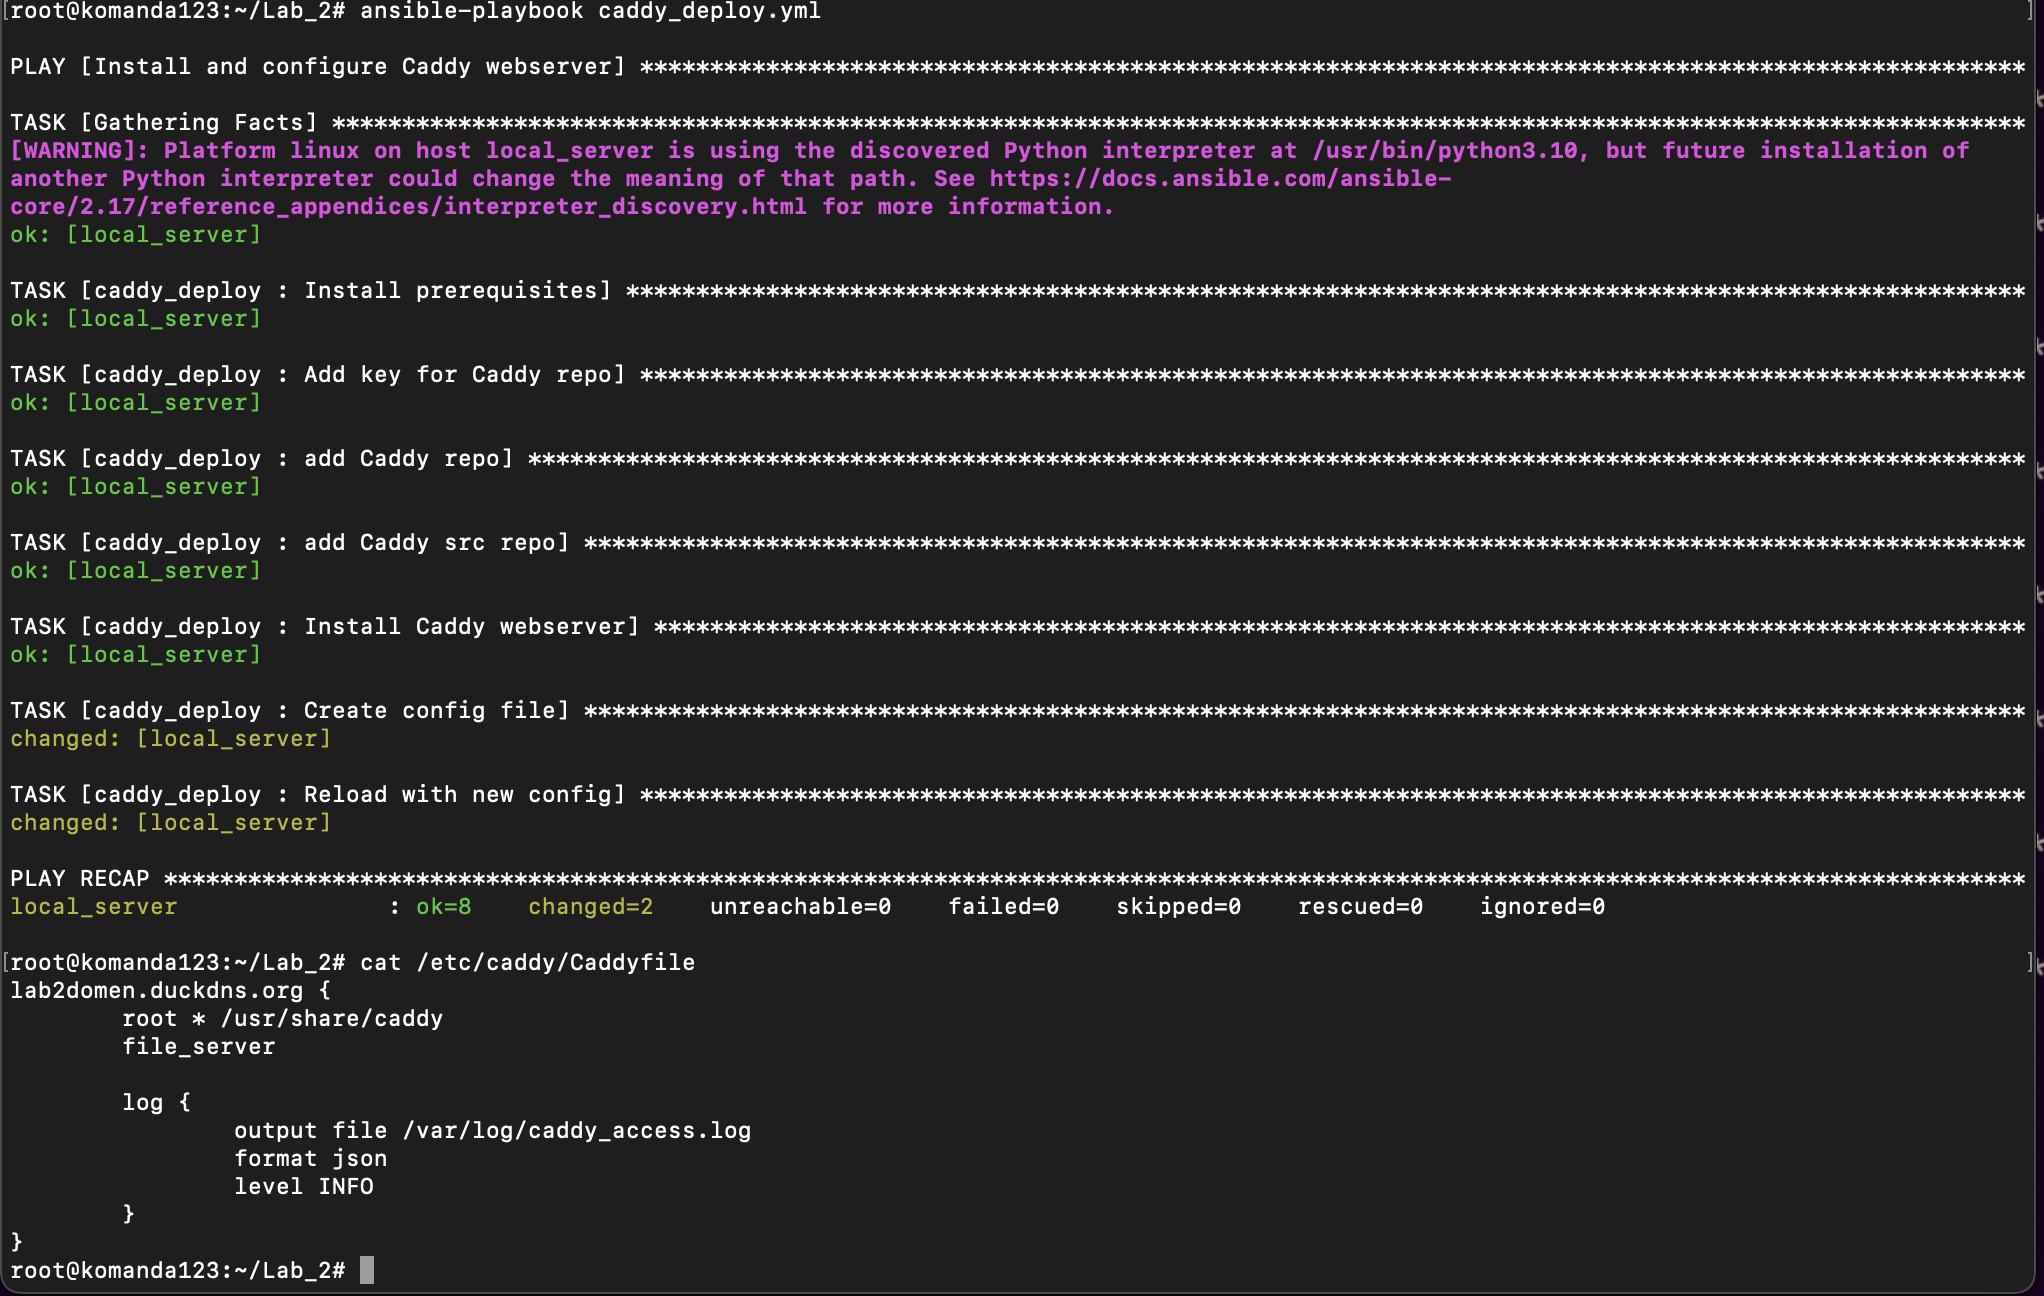 [root@komanda123:~/Lab_2# ansible-playbook caddy_deploy.yml ]
PLAY [Install and configure Caddy webserver] ***************************************************************************************************
TASK [Gathering Facts] *************************************************************************************************************************
[WARNING]: Platform linux on host local_server is using the discovered Python interpreter at /usr/bin/python3.10, but future installation of
another Python interpreter could change the meaning of that path. See https://docs.ansible.com/ansible-
core/2.17/reference_appendices/interpreter_discovery.html for more information.
ok: [local_server]
TASK [caddy_deploy : Install prerequisites] ****************************************************************************************************
ok: [local_server]
TASK [caddy_deploy : Add key for Caddy repo] ***************************************************************************************************
ok: [local_server]
TASK [caddy_deploy : add Caddy repo] ***********************************************************************************************************
ok: [local_server]
TASK [caddy_deploy : add Caddy src repo] *******************************************************************************************************
ok: [local_server]
TASK [caddy_deploy : Install Caddy webserver] **************************************************************************************************
ok: [local_server]
TASK [caddy_deploy : Create config file] *******************************************************************************************************
changed: [local_server]
TASK [caddy_deploy : Reload with new config] ***************************************************************************************************
changed: [local_server]
PLAY RECAP *************************************************************************************************************************************
local_server               : ok=8    changed=2    unreachable=0    failed=0    skipped=0    rescued=0    ignored=0
[root@komanda123:~/Lab_2# cat /etc/caddy/Caddyfile ]
lab2domen.duckdns.org {
        root * /usr/share/caddy
        file_server
        log {
                output file /var/log/caddy_access.log
                format json
                level INFO
        }
}
root@komanda123:~/Lab_2#